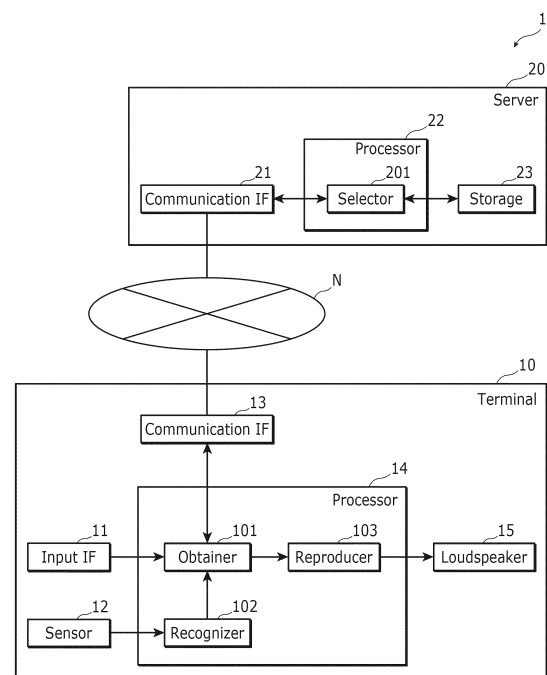 1
20
Server
22
Processor
21
201
23
Communication IF
Selector
Storage
N
10
Terminal
13
Communication IF
14
Processor
11
101
103
15
Input IF
Obtainer
Reproducer
Loudspeaker
12
102
Sensor
Recognizer